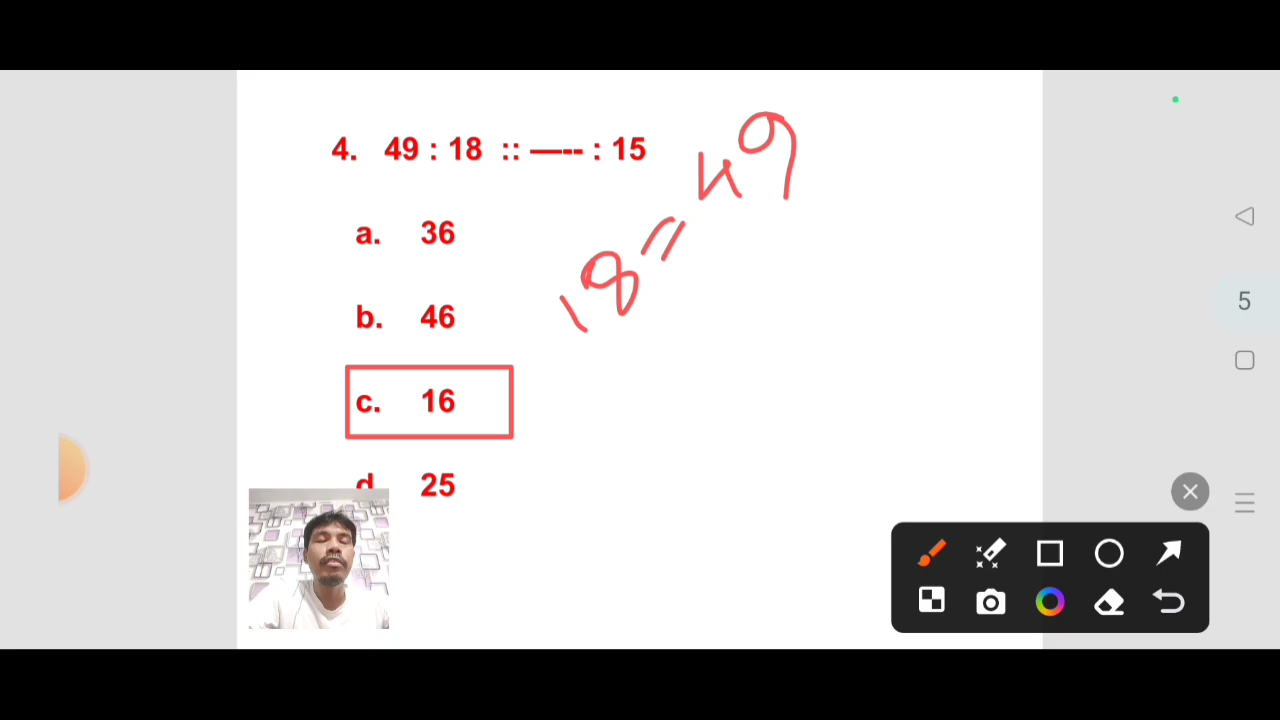 4. 49 : 18 :: —-- : 15
a. 36
b. 46
c. 16
d. 25
18 = 49
5